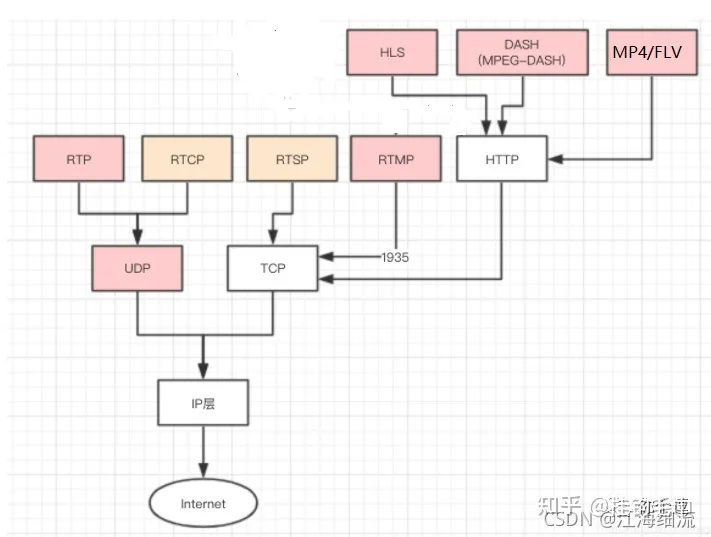 HLS
DASH
(MPEG-DASH)
MP4/FLV
RTP
RTCP
RTSP
RTMP
HTTP
UDP
TCP
1935
IP层
Internet
知乎
CSDN @江海细流